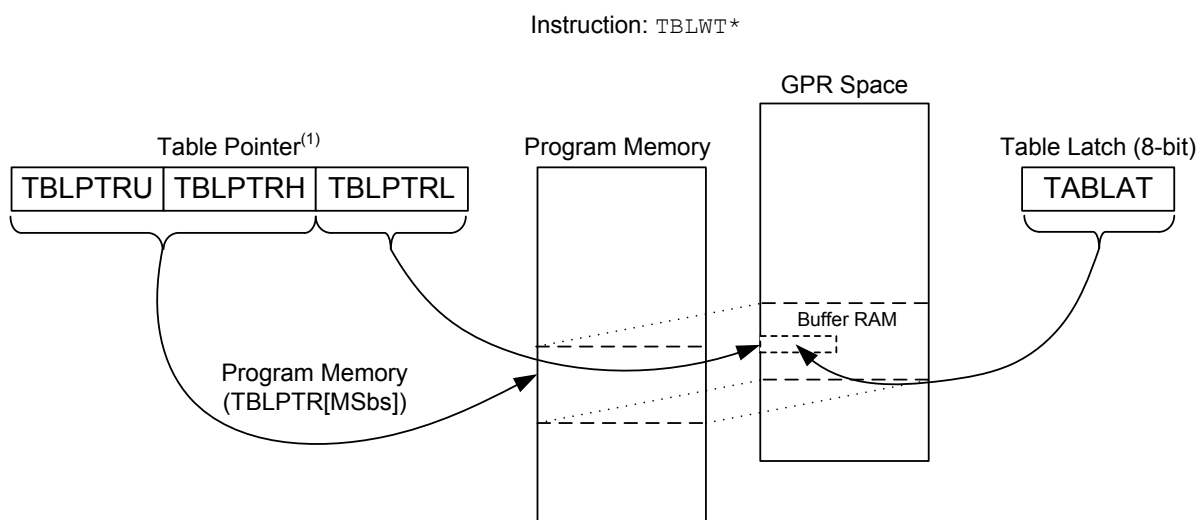 Instruction: TBLWT*
GPR Space
Table Pointer(1)
Program Memory
Table Latch (8-bit)
TBLPTRU TBLPTRH TBLPTRL
TABLAT
Buffer RAM
Program Memory
(TBLPTR[MSbs])